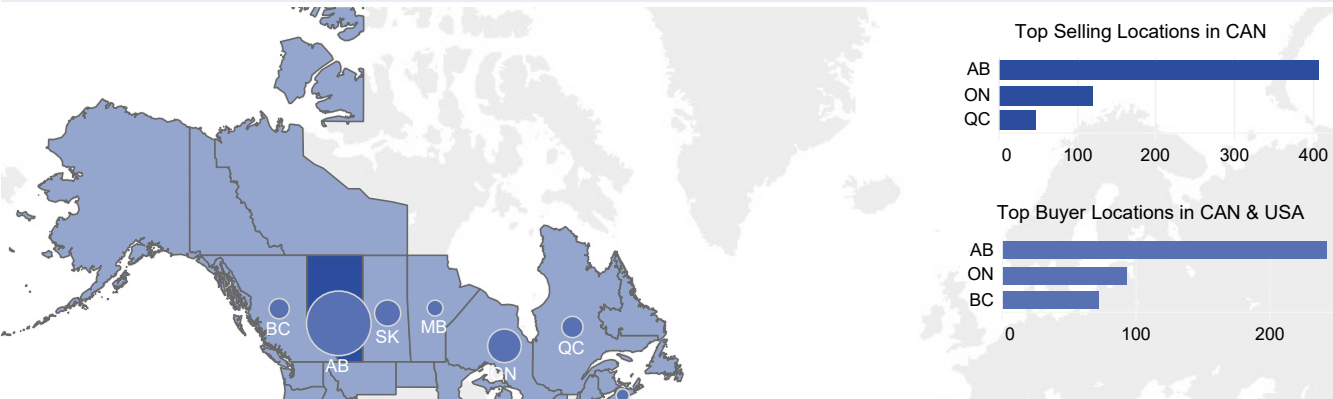 Top Selling Locations in CAN
AB
ON
QC
0 100 200 300 400
Top Buyer Locations in CAN & USA
AB
ON
BC
0 100 200
BC
AB
SK
MB
ON
QC